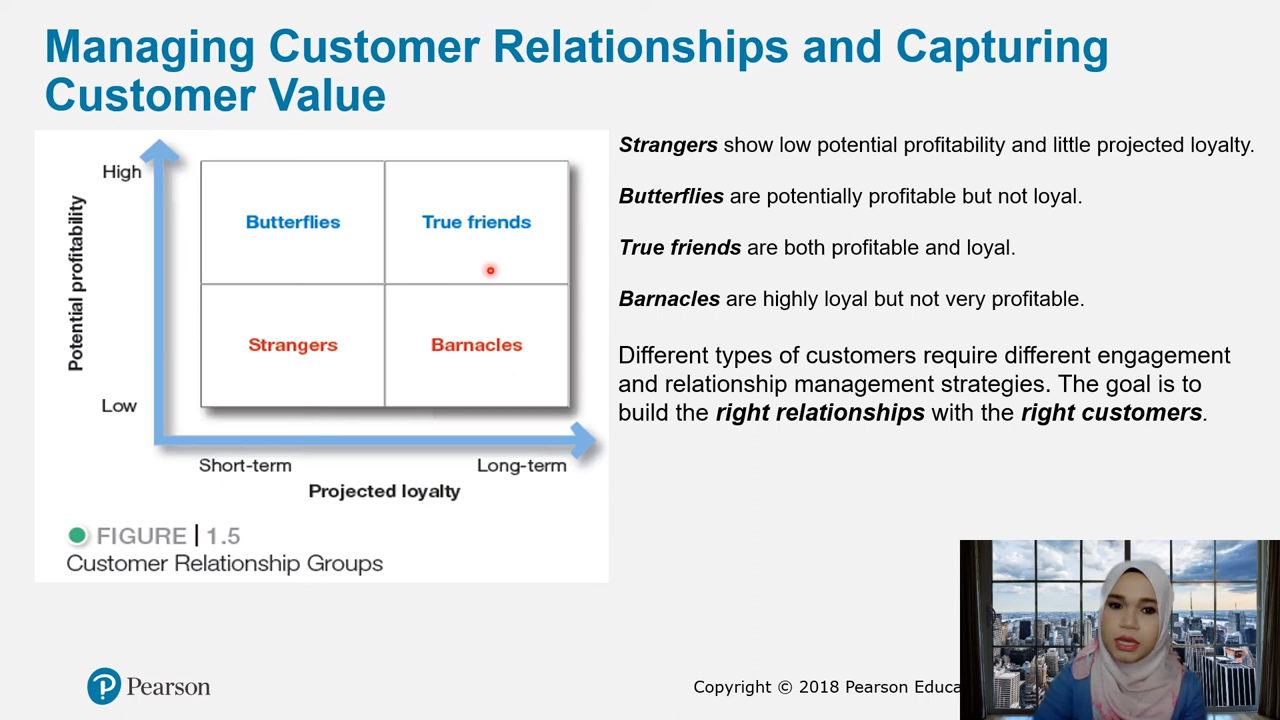 Managing Customer Relationships and Capturing
Customer Value
High
Potential profitability
Low
Butterflies
True friends
Strangers
Barnacles
Short-term
Long-term
Projected loyalty
FIGURE | 1.5
Customer Relationship Groups
Strangers show low potential profitability and little projected loyalty.
Butterflies are potentially profitable but not loyal.
True friends are both profitable and loyal.
Barnacles are highly loyal but not very profitable.
Different types of customers require different engagement
and relationship management strategies. The goal is to
build the right relationships with the right customers.
P Pearson
Copyright © 2018 Pearson